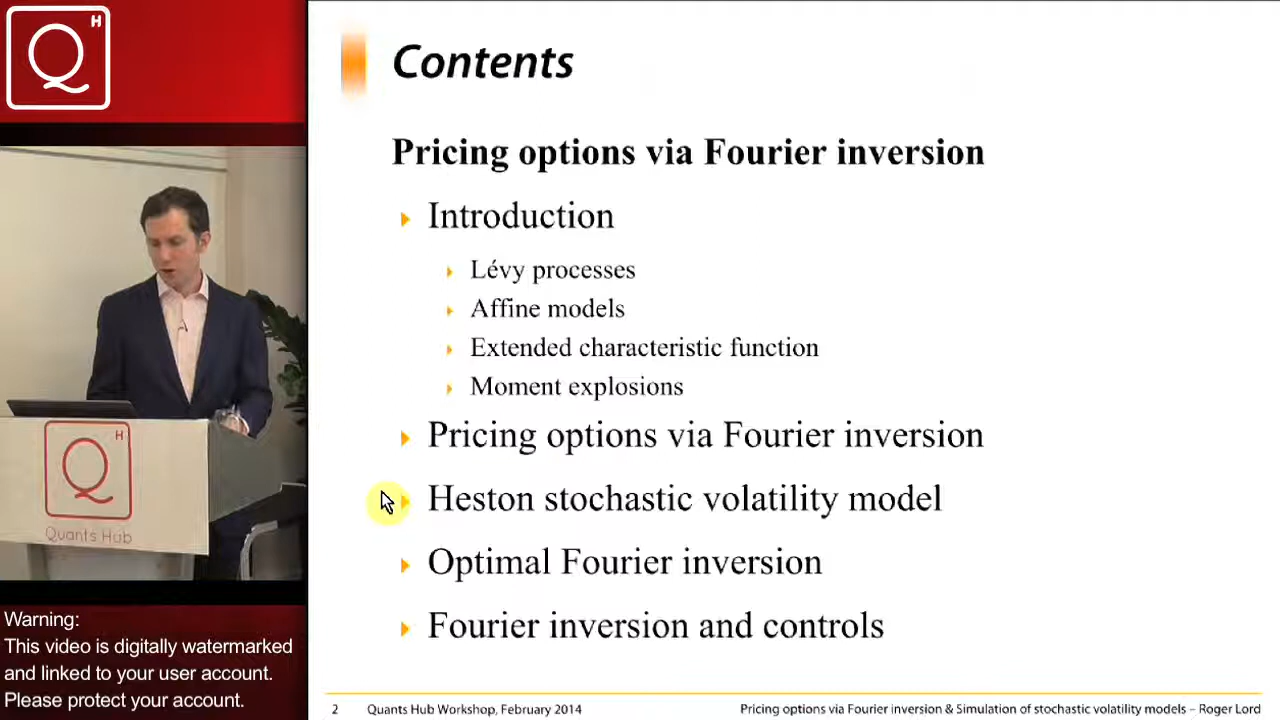 Q H
Contents
Pricing options via Fourier inversion
Introduction
Lévy processes
Affine models
Extended characteristic function
Moment explosions
Pricing options via Fourier inversion
Heston stochastic volatility model
Optimal Fourier inversion
Fourier inversion and controls
Q H
Quants Hub
Warning:
This video is digitally watermarked
and linked to your user account.
Please protect your account.
2 Quants Hub Workshop, February 2014 Pricing options via Fourier inversion & Simulation of stochastic volatility models – Roger Lord